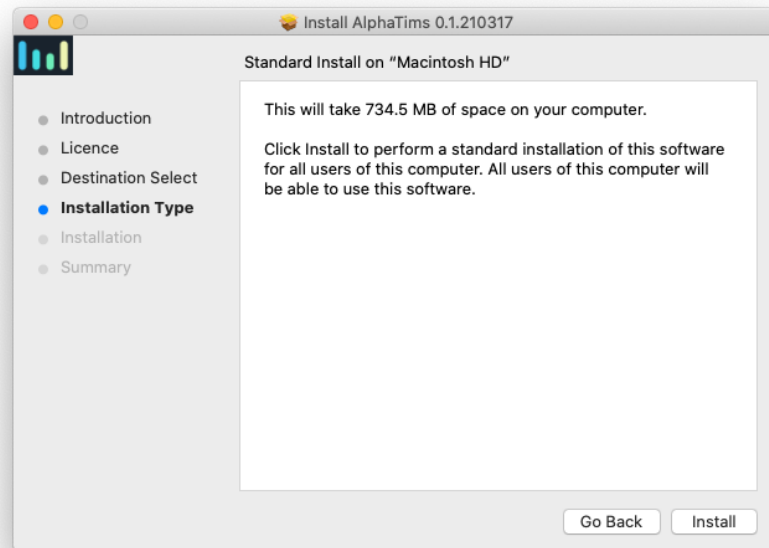 Install AlphaTims 0.1.210317
Standard Install on “Macintosh HD”
Introduction
Licence
Destination Select
Installation Type
Installation
Summary
This will take 734.5 MB of space on your computer.
Click Install to perform a standard installation of this software
for all users of this computer. All users of this computer will
be able to use this software.
Go Back
Install